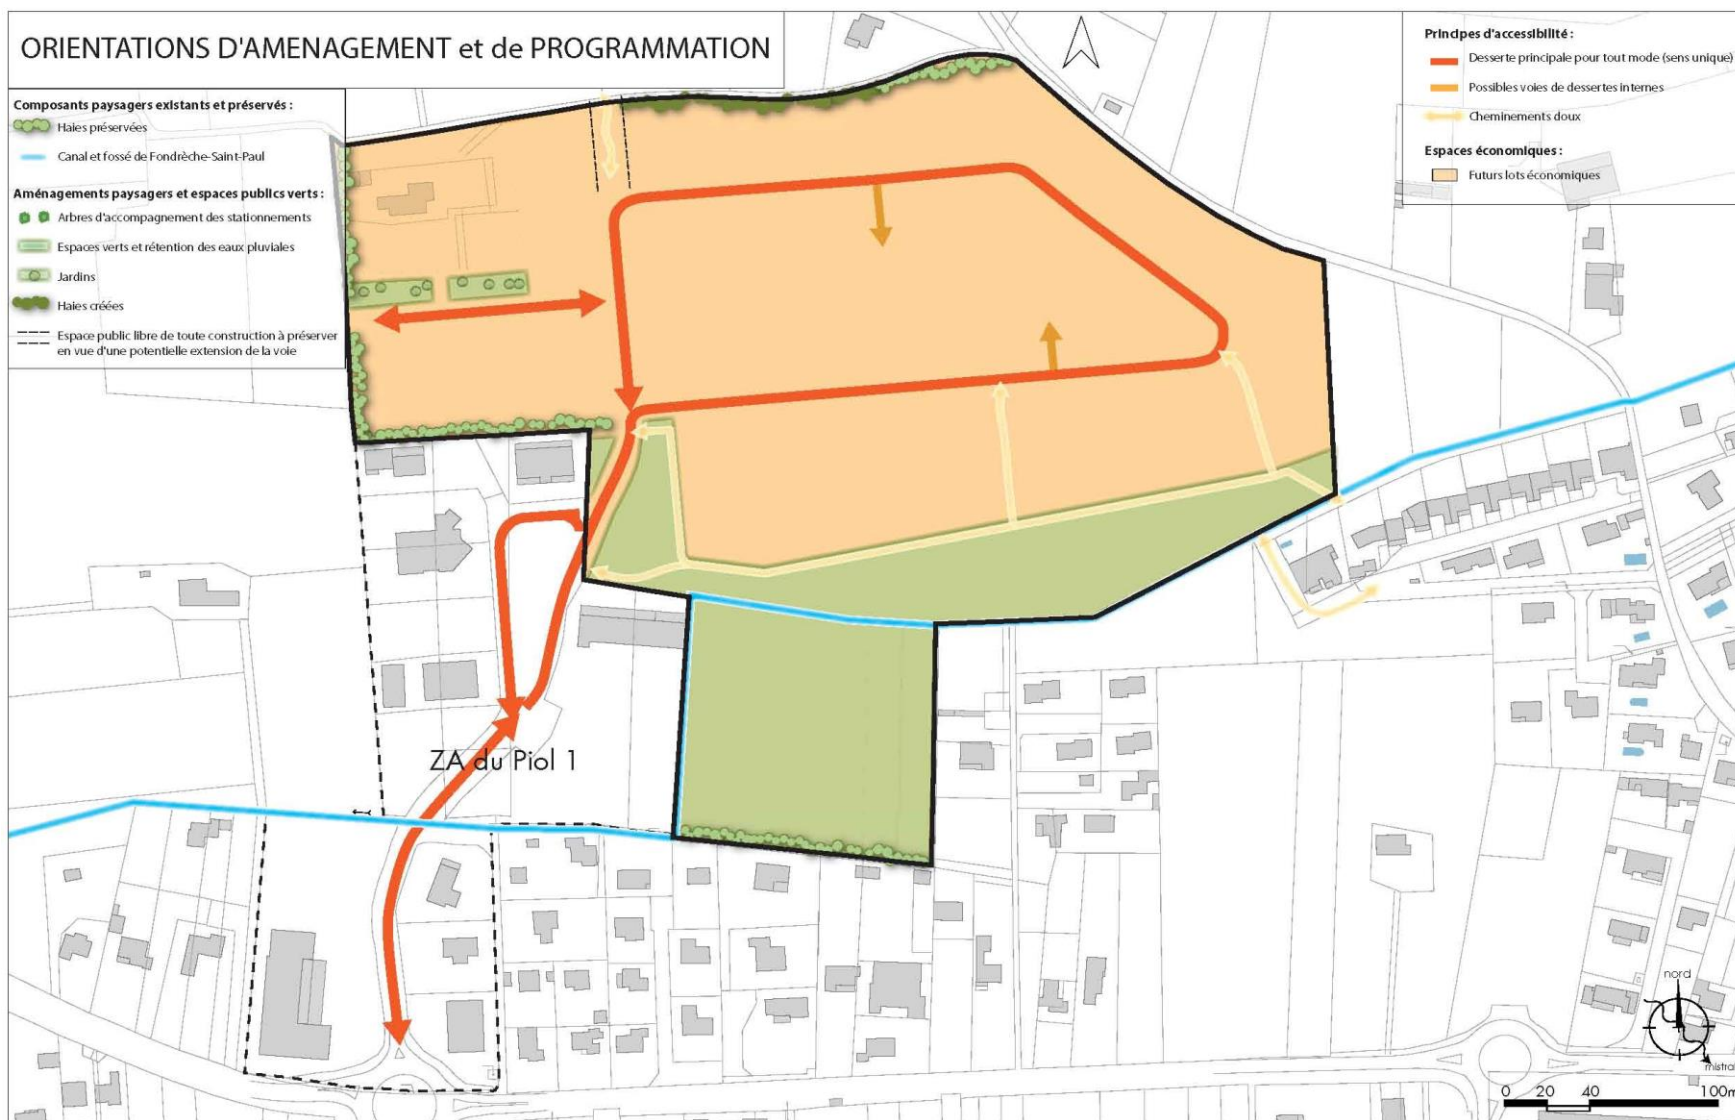 ORIENTATIONS D'AMENAGEMENT et de PROGRAMMATION
Composants paysagers existants et préservés :
Haies préservées
Canal et fossé de Fondrèche-Saint-Paul
Aménagements paysagers et espaces publics verts :
Arbres d'accompagnement des stationnements
Espaces verts et rétention des eaux pluviales
Jardins
Haies créées
Espace public libre de toute construction à préserver
en vue d'une potentielle extension de la voie
Principes d'accessibilité :
Desserte principale pour tout mode (sens unique)
Possibles voies de dessertes internes
Cheminements doux
Espaces économiques :
Futurs lots économiques
ZA du Piol 1
nord
mistral
0 20 40 100m